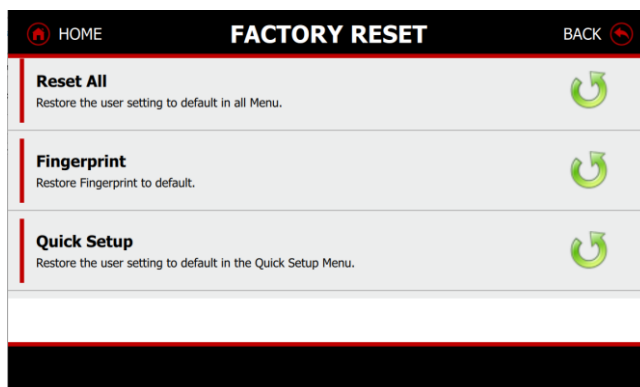 HOME FACTORY RESET BACK
Reset All
Restore the user setting to default in all Menu.
Fingerprint
Restore Fingerprint to default.
Quick Setup
Restore the user setting to default in the Quick Setup Menu.